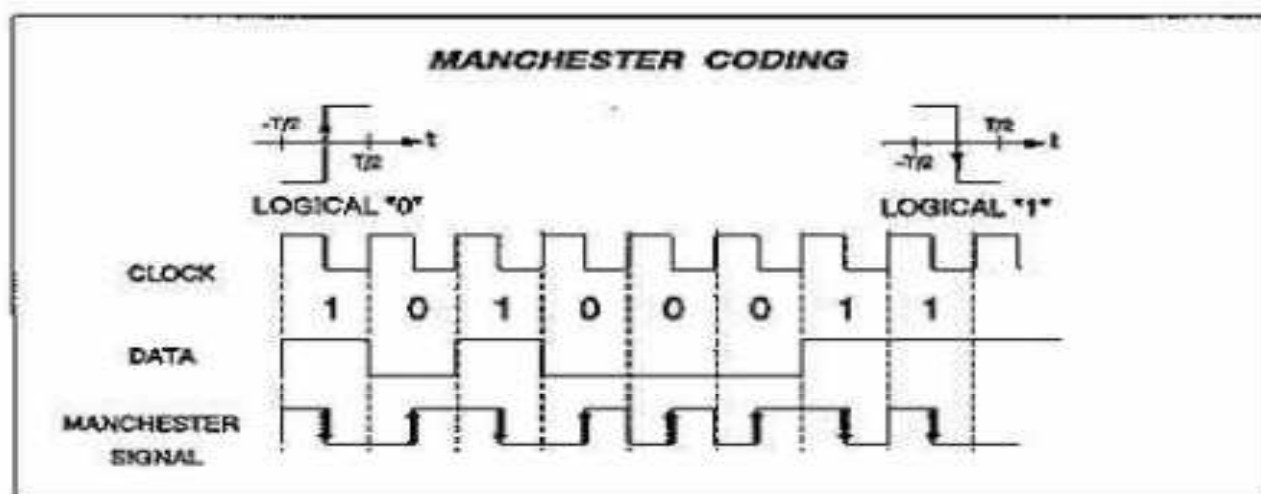 MANCHESTER CODING
-T/2 T/2 t
LOGICAL "0"
-T/2 T/2 t
LOGICAL "1"
CLOCK
1 0 1 0 0 0 1 1
DATA
MANCHESTER
SIGNAL